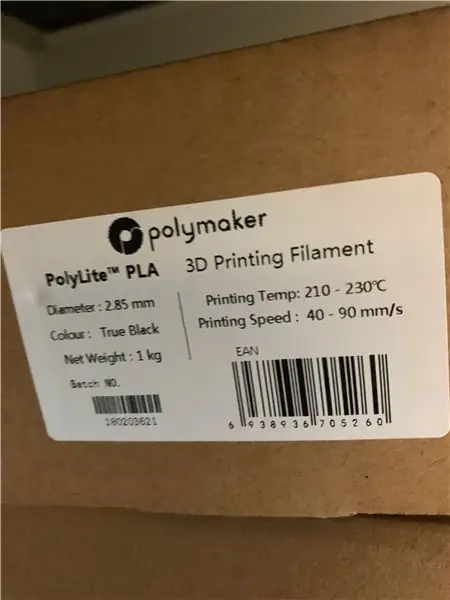 polymaker
PolyLite™ PLA
3D Printing Filament
Diameter : 2.85 mm
Colour : True Black
Net Weight : 1 kg
Batch NO.
180203621
Printing Temp: 210 - 230℃
Printing Speed : 40 - 90 mm/s
EAN
6 938936 705260